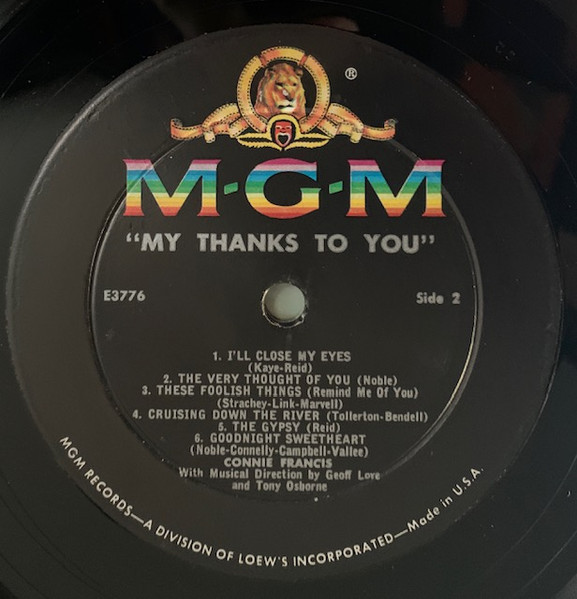 ®
M-G-M
"MY THANKS TO YOU"
E3776
Side 2
1. I'LL CLOSE MY EYES
(Kaye-Reid)
2. THE VERY THOUGHT OF YOU (Noble)
3. THESE FOOLISH THINGS (Remind Me Of You)
(Strachey-Link-Marvell)
4. CRUISING DOWN THE RIVER (Tollerton-Bendell)
5. THE GYPSY (Reid)
6. GOODNIGHT SWEETHEART
(Noble-Connelly-Campbell-Vallee)
CONNIE FRANCIS
With Musical Direction by Geoff Love
and Tony Osborne
MGM RECORDS—A DIVISION OF LOEW'S INCORPORATED—Made in U.S.A.